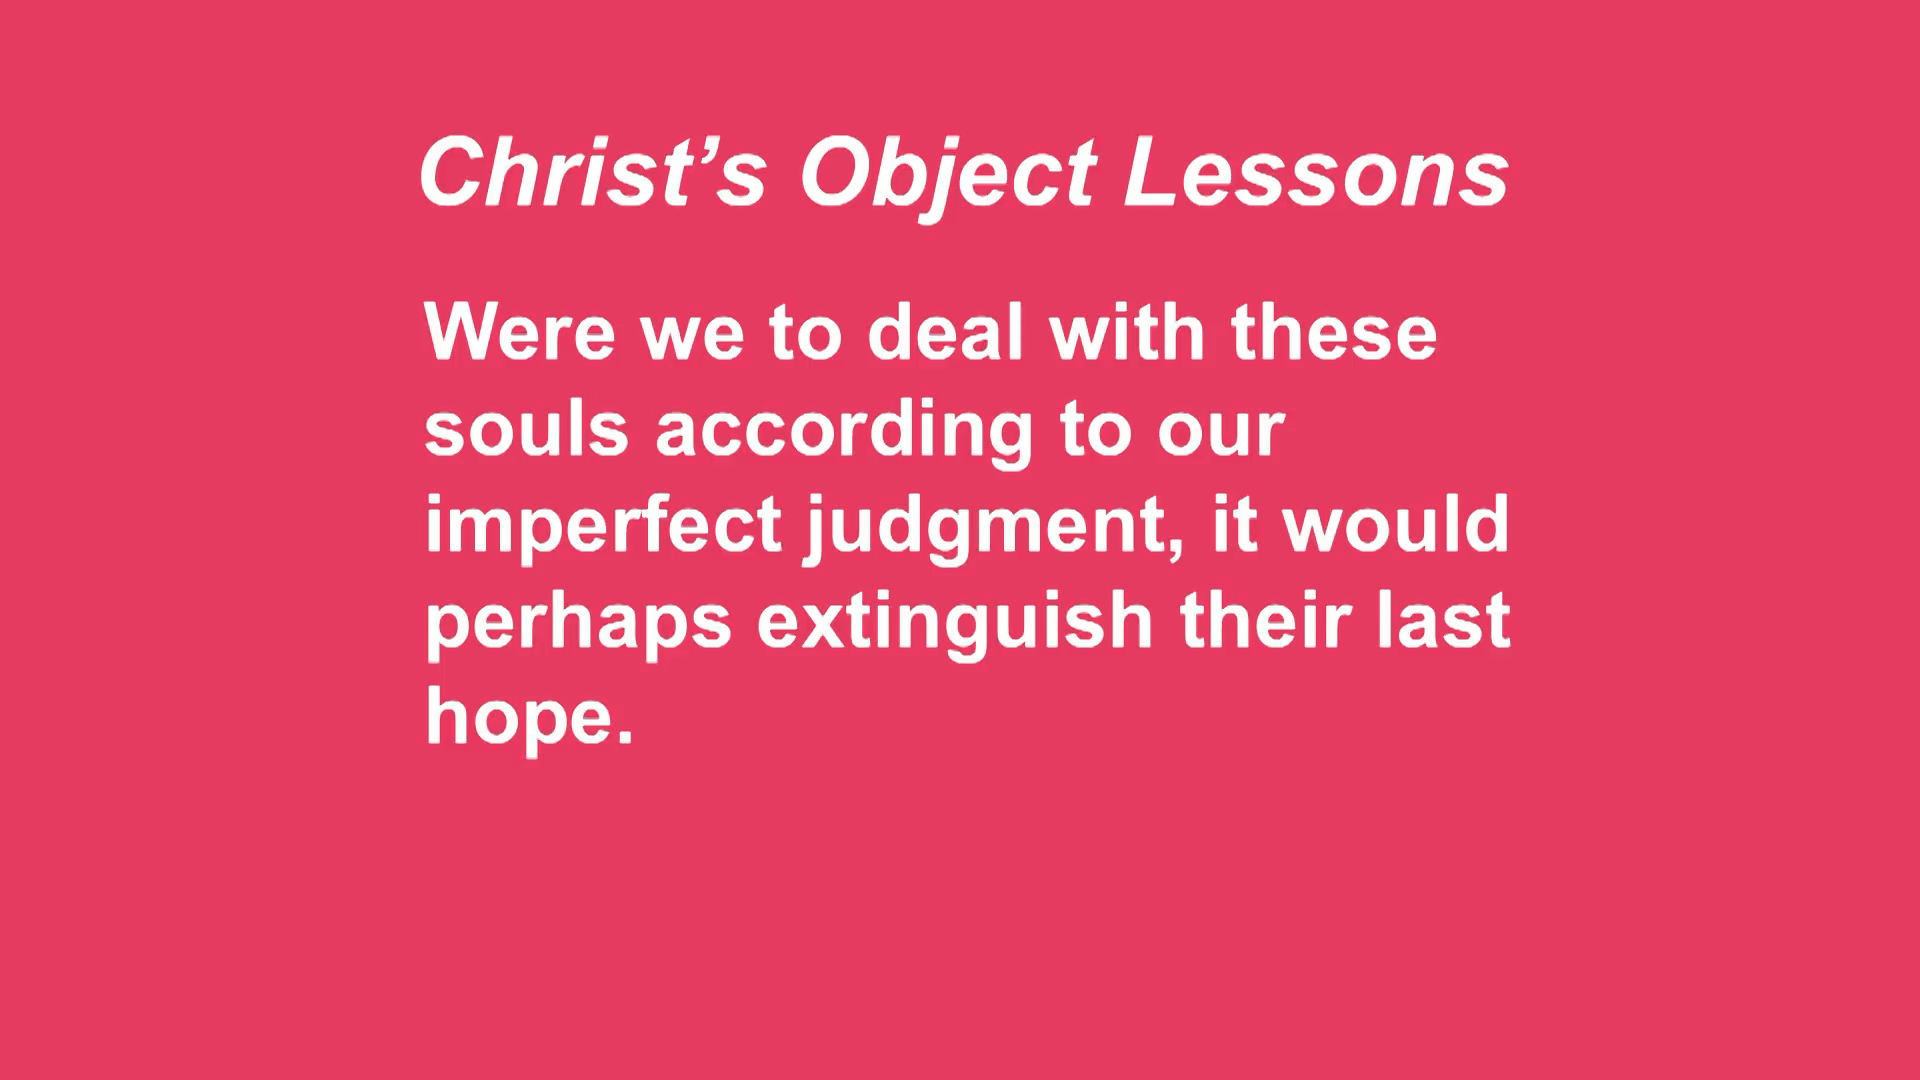 Christ’s Object Lessons
Were we to deal with these
souls according to our
imperfect judgment, it would
perhaps extinguish their last
hope.